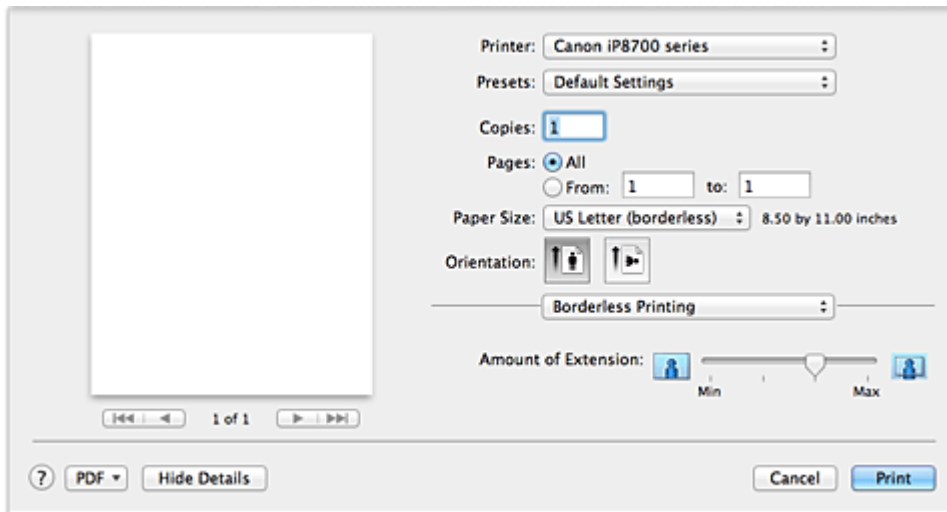 Printer: Canon iP8700 series
Presets: Default Settings
Copies: 1
Pages: All
From: 1 to: 1
Paper Size: US Letter (borderless) 8.50 by 11.00 inches
Orientation:
Borderless Printing
Amount of Extension:
Min Max
1 of 1
? PDF Hide Details Cancel Print